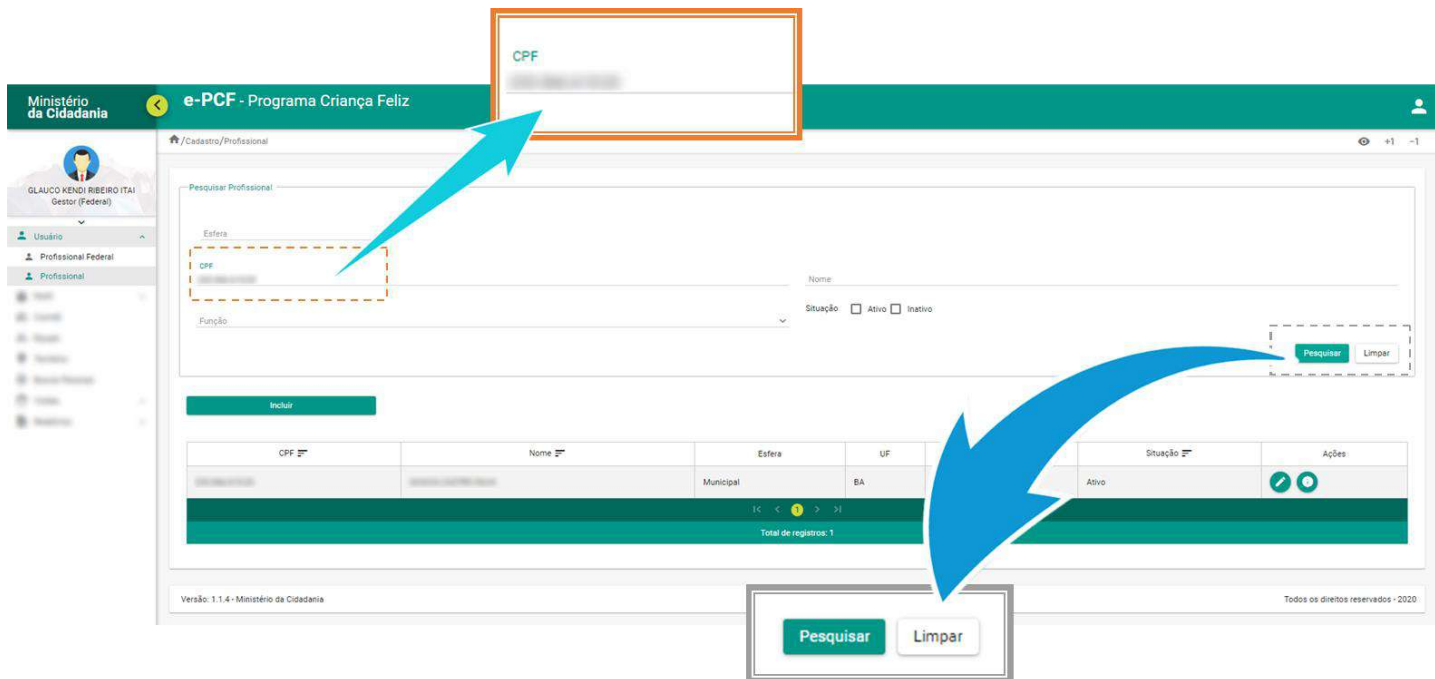 CPF
Ministério
da Cidadania
e-PCF - Programa Criança Feliz
/Cadastro/Profissional
+1 -1
GLAUCO KENDI RIBEIRO ITAI
Gestor (Federal)
Usuário
Profissional Federal
Profissional
Pesquisar Profissional
Esfera
CPF
Nome
Função
Situação Ativo Inativo
Pesquisar Limpar
Incluir
CPF Nome Esfera UF Situação Ações
Municipal BA Ativo
1
Total de registros: 1
Versão: 1.1.4 - Ministério da Cidadania
Todos os direitos reservados - 2020
Pesquisar Limpar